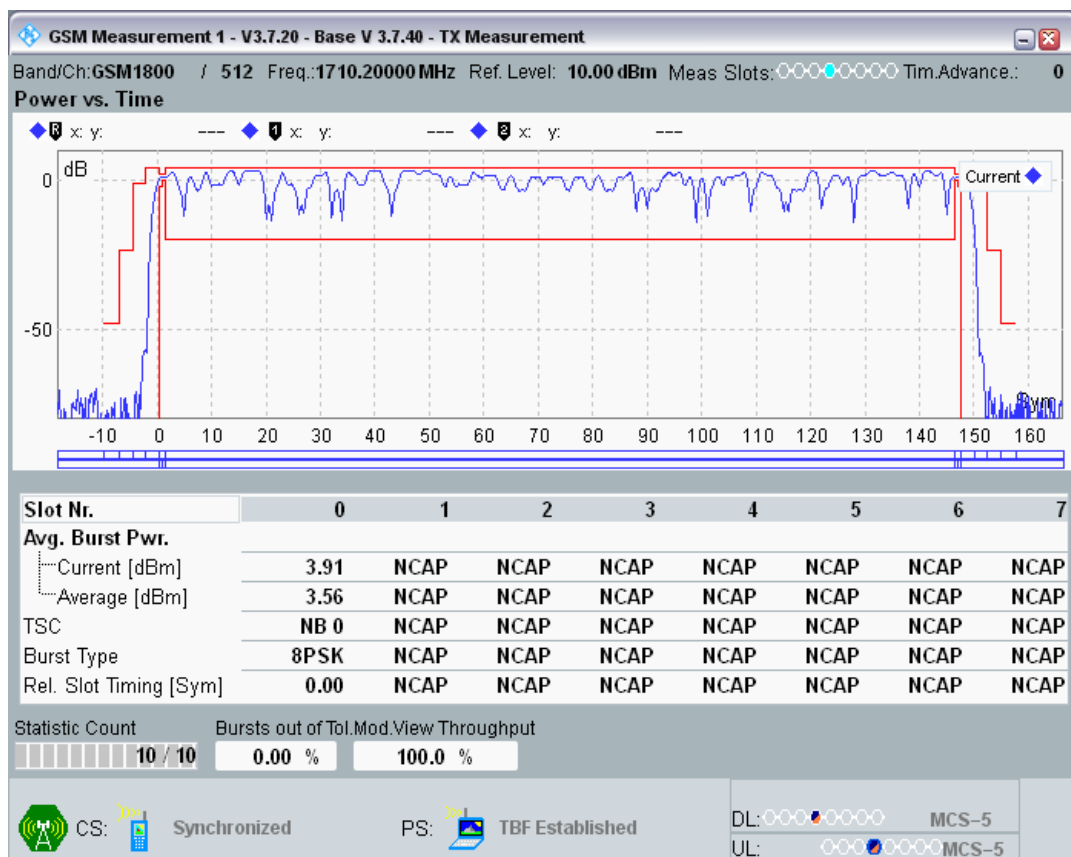 GSM Measurement 1 - V3.7.20 - Base V 3.7.40 - TX Measurement
Band/Ch:GSM1800 / 512 Freq.:1710.20000 MHz Ref. Level: 10.00 dBm Meas Slots: Tim.Advance.: 0
Power vs. Time
R x: y: --- 1 x: y: --- 2 x: y: ---
dB
0
Current
-50
Sym
-10 0 10 20 30 40 50 60 70 80 90 100 110 120 130 140 150 160
Slot Nr. 0 1 2 3 4 5 6 7
Avg. Burst Pwr.
Current [dBm] 3.91 NCAP NCAP NCAP NCAP NCAP NCAP NCAP
Average [dBm] 3.56 NCAP NCAP NCAP NCAP NCAP NCAP NCAP
TSC NB 0 NCAP NCAP NCAP NCAP NCAP NCAP NCAP
Burst Type 8PSK NCAP NCAP NCAP NCAP NCAP NCAP NCAP
Rel. Slot Timing [Sym] 0.00 NCAP NCAP NCAP NCAP NCAP NCAP NCAP
Statistic Count Bursts out of Tol.Mod.View Throughput
10 / 10 0.00 % 100.0 %
CS: Synchronized PS: TBF Established DL: MCS-5
UL: MCS-5